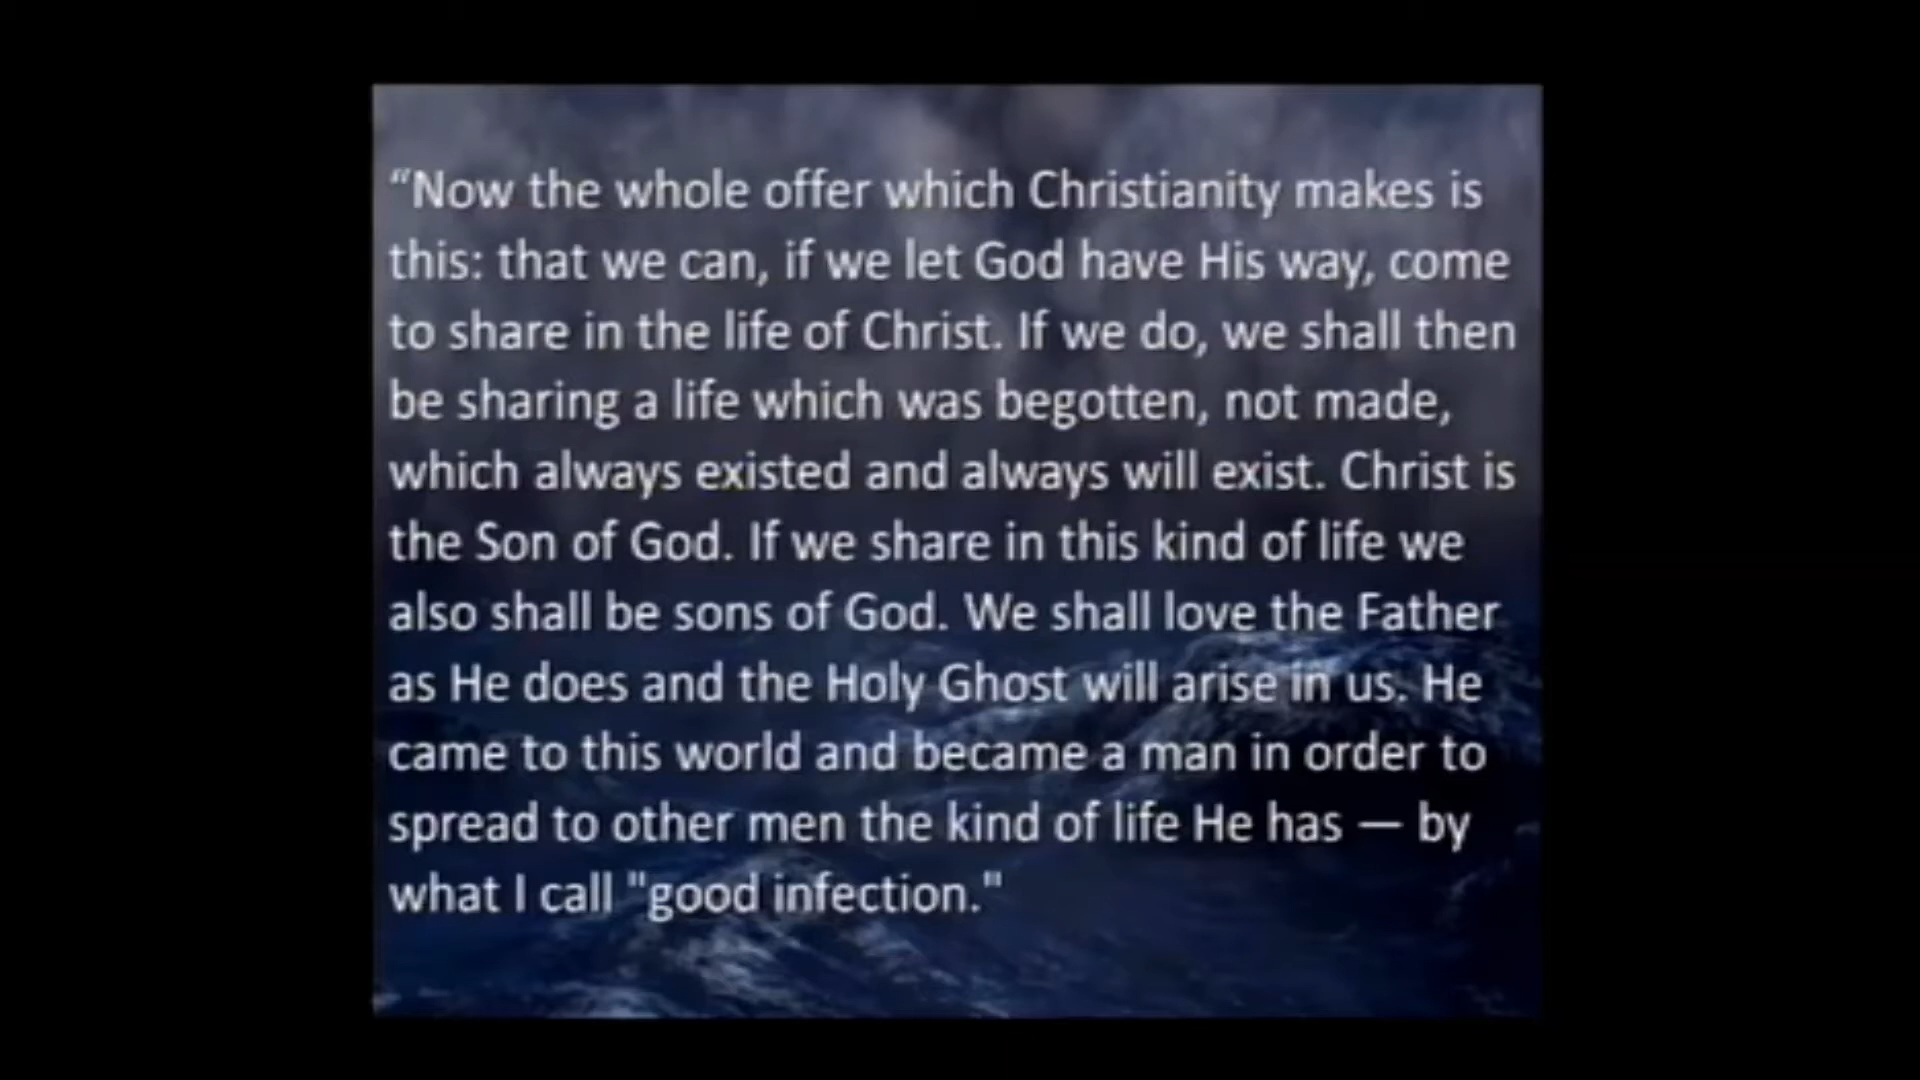 “Now the whole offer which Christianity makes is
this: that we can, if we let God have His way, come
to share in the life of Christ. If we do, we shall then
be sharing a life which was begotten, not made,
which always existed and always will exist. Christ is
the Son of God. If we share in this kind of life we
also shall be sons of God. We shall love the Father
as He does and the Holy Ghost will arise in us. He
came to this world and became a man in order to
spread to other men the kind of life He has — by
what I call "good infection."